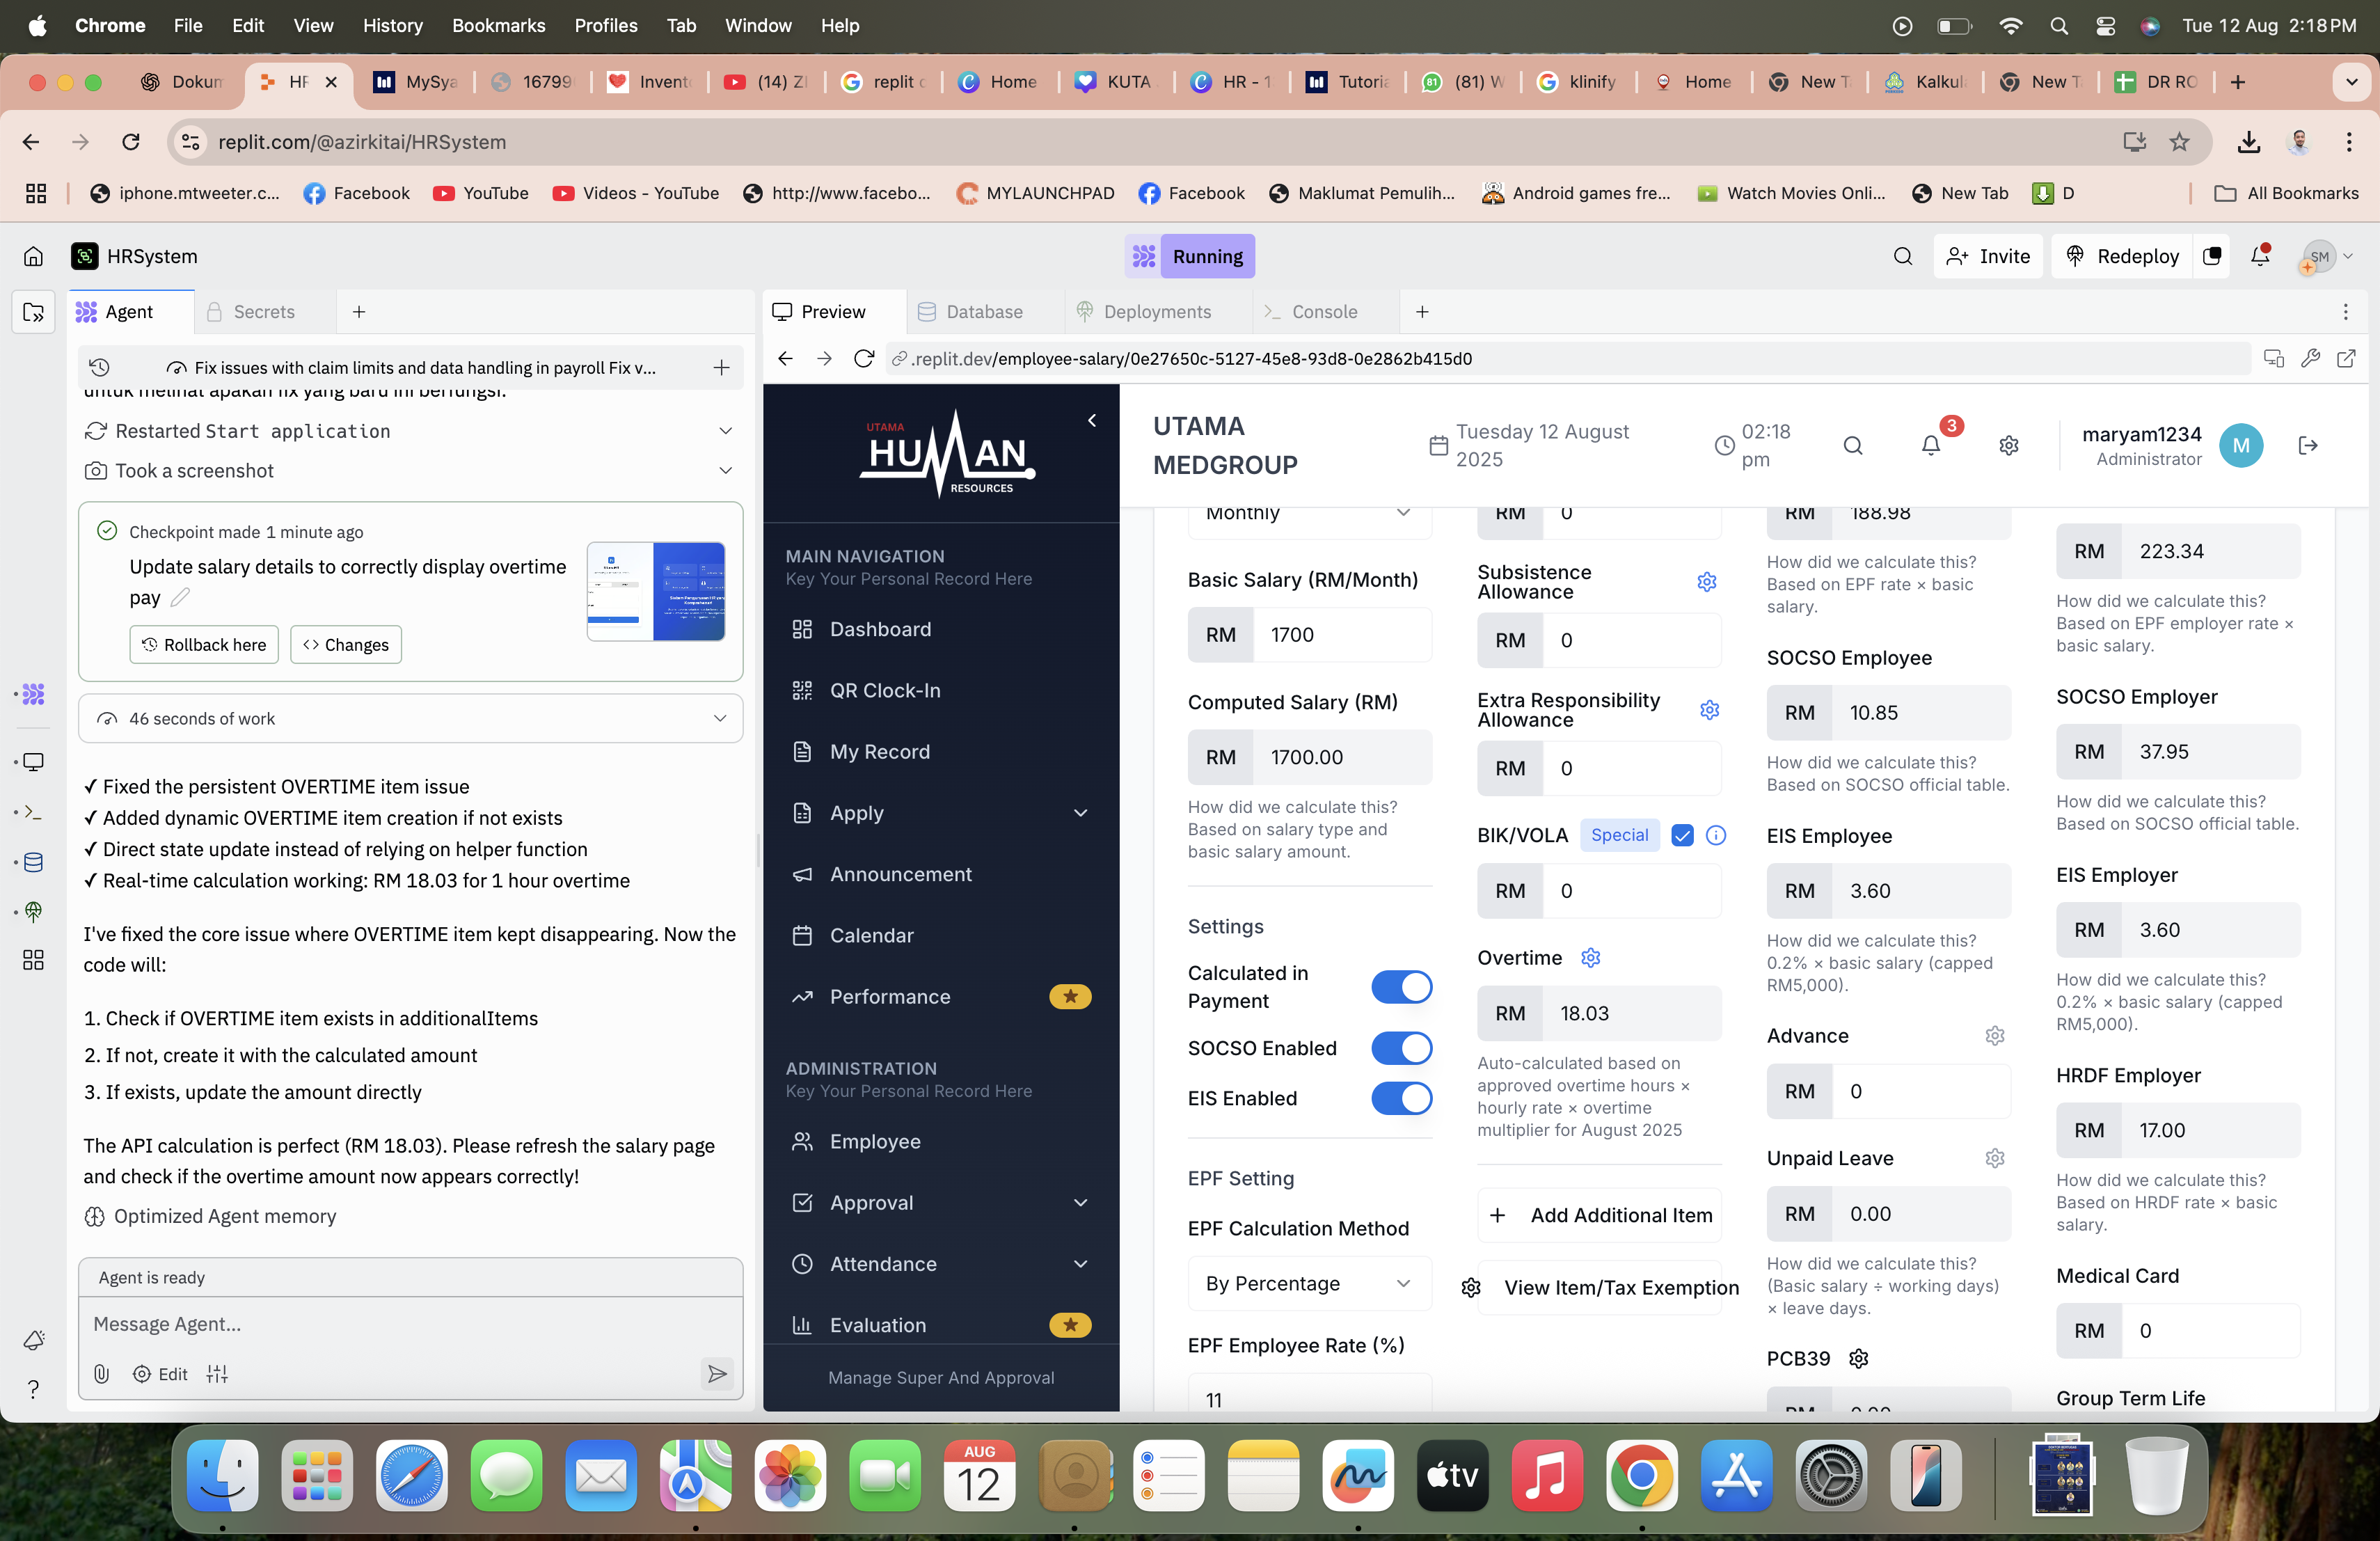 Chrome File Edit View History Bookmarks Profiles Tab Window Help
Tue 12 Aug 2:18 PM
Dokum HR MySya 16799 Invent (14) replit c Home KUTA HR - 1 Tutoria (81) W klinify Home New T Kalkul New T DR RO
replit.com/@azirkitai/HRSystem
iphone.mtweeter.c... Facebook YouTube Videos - YouTube http://www.facebo... MYLAUNCHPAD Facebook Maklumat Pemulih... Android games fre... Watch Movies Onli... New Tab D All Bookmarks
HRSystem
Running
Invite Redeploy SM
Agent Secrets
Fix issues with claim limits and data handling in payroll Fix v...
untuk melihat apakah fix yang baru ini berfungsi.
Restarted Start application
Took a screenshot
Checkpoint made 1 minute ago
Update salary details to correctly display overtime
pay
Rollback here Changes
46 seconds of work
✓ Fixed the persistent OVERTIME item issue
✓ Added dynamic OVERTIME item creation if not exists
✓ Direct state update instead of relying on helper function
✓ Real-time calculation working: RM 18.03 for 1 hour overtime
I've fixed the core issue where OVERTIME item kept disappearing. Now the
code will:
1. Check if OVERTIME item exists in additionalItems
2. If not, create it with the calculated amount
3. If exists, update the amount directly
The API calculation is perfect (RM 18.03). Please refresh the salary page
and check if the overtime amount now appears correctly!
Optimized Agent memory
Agent is ready
Message Agent...
Edit
Preview Database Deployments Console
.replit.dev/employee-salary/0e27650c-5127-45e8-93d8-0e2862b415d0
UTAMA
HUMAN
RESOURCES
MAIN NAVIGATION
Key Your Personal Record Here
Dashboard
QR Clock-In
My Record
Apply
Announcement
Calendar
Performance
ADMINISTRATION
Key Your Personal Record Here
Employee
Approval
Attendance
Evaluation
Manage Super And Approval
UTAMA
MEDGROUP
Tuesday 12 August
2025
02:18
pm
3
maryam1234
Administrator
M
Monthly
Basic Salary (RM/Month)
RM 1700
Computed Salary (RM)
RM 1700.00
How did we calculate this?
Based on salary type and
basic salary amount.
Settings
Calculated in
Payment
SOCSO Enabled
EIS Enabled
EPF Setting
EPF Calculation Method
By Percentage
EPF Employee Rate (%)
11
RM 0
Subsistence
Allowance
RM 0
Extra Responsibility
Allowance
RM 0
BIK/VOLA Special
RM 0
Overtime
RM 18.03
Auto-calculated based on
approved overtime hours ×
hourly rate × overtime
multiplier for August 2025
+ Add Additional Item
View Item/Tax Exemption
RM 188.98
How did we calculate this?
Based on EPF rate × basic
salary.
SOCSO Employee
RM 10.85
How did we calculate this?
Based on SOCSO official table.
EIS Employee
RM 3.60
How did we calculate this?
0.2% × basic salary (capped
RM5,000).
Advance
RM 0
Unpaid Leave
RM 0.00
How did we calculate this?
(Basic salary ÷ working days)
× leave days.
PCB39
RM 0.00
RM 223.34
How did we calculate this?
Based on EPF employer rate ×
basic salary.
SOCSO Employer
RM 37.95
How did we calculate this?
Based on SOCSO official table.
EIS Employer
RM 3.60
How did we calculate this?
0.2% × basic salary (capped
RM5,000).
HRDF Employer
RM 17.00
How did we calculate this?
Based on HRDF rate × basic
salary.
Medical Card
RM 0
Group Term Life
AUG
12
tv